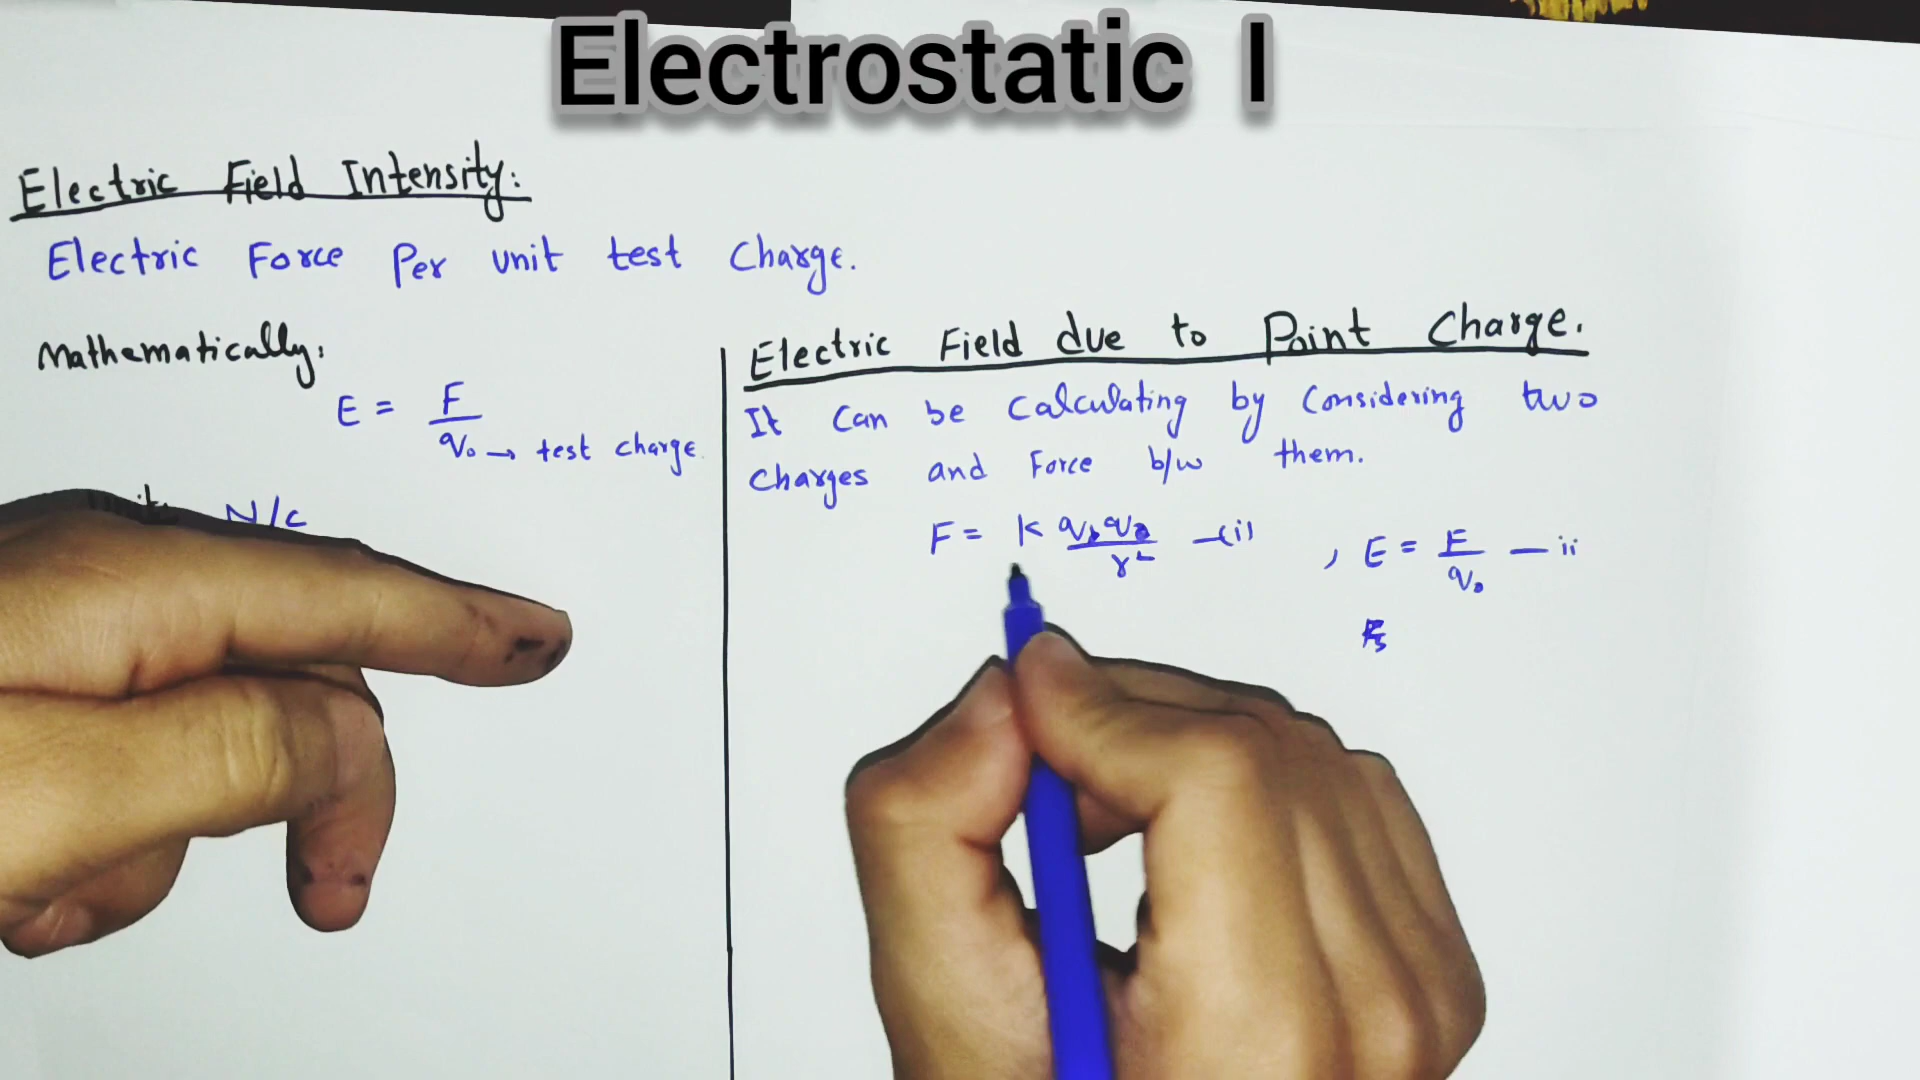 Electrostatic I
Electric Field Intensity:
Electric Force Per unit test Charge.
Mathematically:
E = F/q₀ → test charge
N/C
Electric Field due to Point Charge.
It Can be Calculating by Considering two
Charges and Force b/w them.
F = K q q₀/r² —(i) , E = F/q₀ — ii